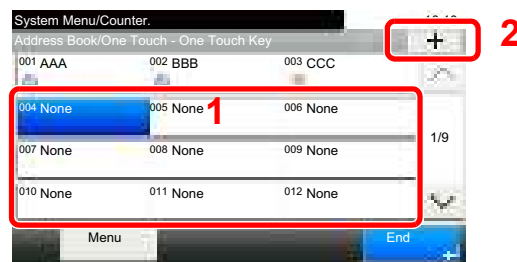 System Menu/Counter.
Address Book/One Touch - One Touch Key
+
2
001 AAA 002 BBB 003 CCC
004 None 005 None 1 006 None
1/9
007 None 008 None 009 None
010 None 011 None 012 None
Menu End